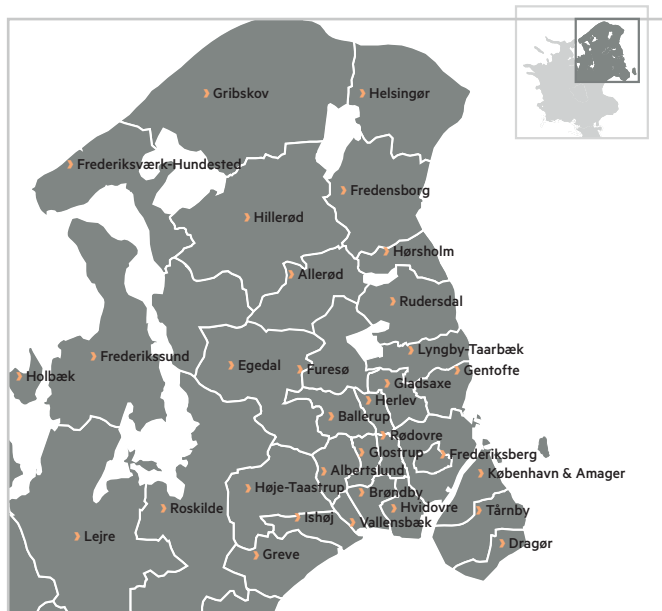 Gribskov
Helsingør
Frederiksværk-Hundested
Fredensborg
Hillerød
Hørsholm
Allerød
Rudersdal
Lyngby-Taarbæk
Frederikssund
Egedal
Furesø
Gentofte
Holbæk
Gladsaxe
Herlev
Ballerup
Rødovre
Glostrup
Frederiksberg
Albertslund
København & Amager
Høje-Taastrup
Brøndby
Roskilde
Hvidovre
Tårnby
Ishøj
Vallensbæk
Lejre
Dragør
Greve